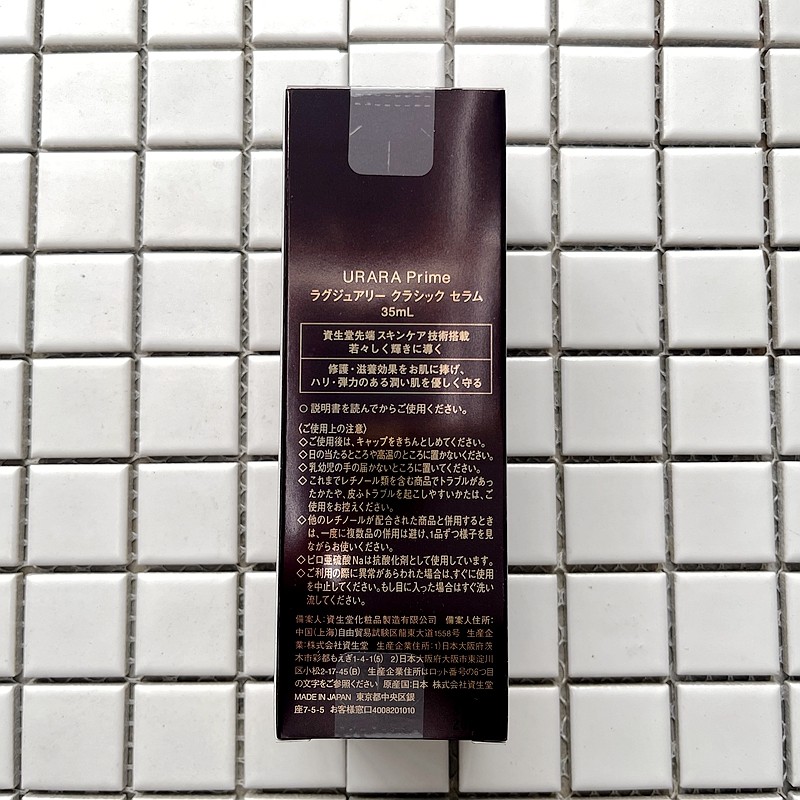 URARA Prime
ラグジュアリー クラシック セラム
35mL
資生堂先端 スキンケア 技術搭載
若々しく輝きに導く
修護・滋養効果をお肌に捧げ、
ハリ・弾力のある潤い肌を優しく守る
○ 説明書を読んでからご使用ください。
〈ご使用上の注意〉
◇ご使用後は、キャップをきちんとしめてください。
◇日の当たるところや高温のところに置かないください。
◇乳幼児の手の届かないところに置いてください。
◇これまでレチノール類を含む商品でトラブルがあっ
たかたや、皮ふトラブルを起こしやすいかたは、ご
使用をお控えください。
◇他のレチノールが配合された商品と併用するとき
は、一度に複数品の併用は避け、1品ずつ様子を見
ながらお使いください。
◇ピロ亜硫酸Naは抗酸化剤として使用しています。
◇ご利用の際に異常があらわれた場合は、すぐに使用
を中止してください。もし目に入った場合はすぐ洗い
流してください。
備案人：資生堂化粧品製造有限公司 備案人住所：
中国(上海)自由貿易試験区龍東大道1558号 生産企
業：株式会社資生堂 生産企業住所：1)日本大阪府茨
木市彩都もえぎ1-4-1(5) 2)日本大阪府大阪市東淀川
区小松2-17-45(B) 生産企業住所はロット番号の6つ目
の文字をご参照ください 原産国:日本 株式会社資生堂
MADE IN JAPAN 東京都中央区銀
座7-5-5 お客様窓口4008201010